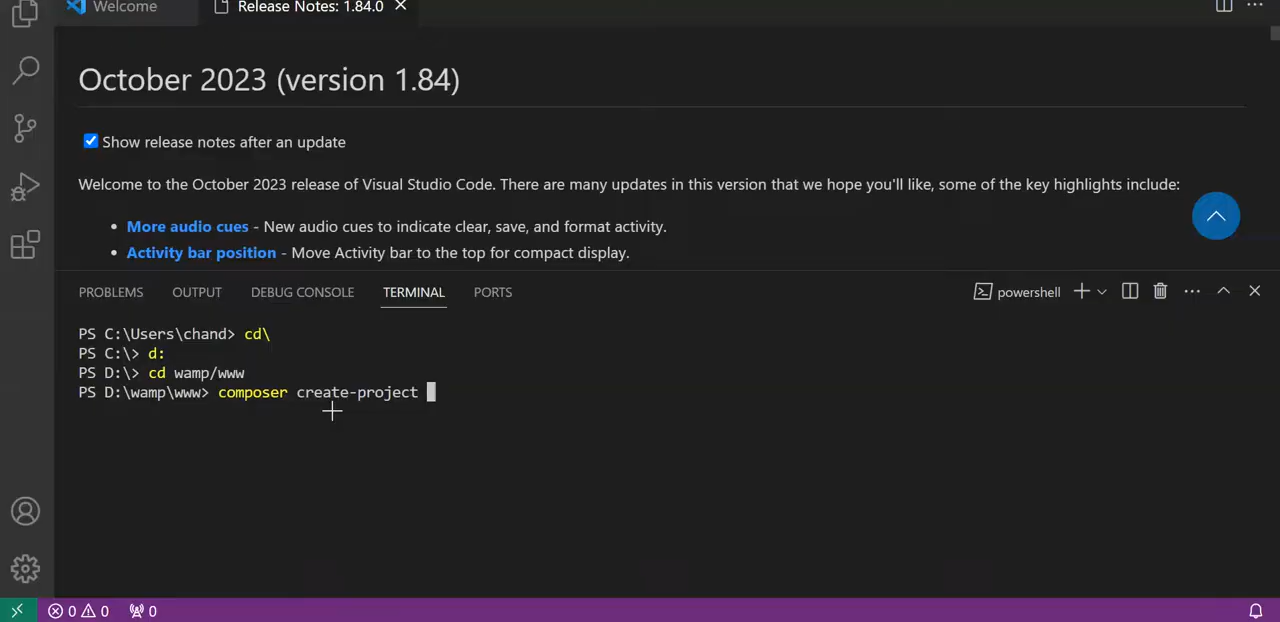 Welcome
Release Notes: 1.84.0
October 2023 (version 1.84)
Show release notes after an update
Welcome to the October 2023 release of Visual Studio Code. There are many updates in this version that we hope you'll like, some of the key highlights include:
• More audio cues - New audio cues to indicate clear, save, and format activity.
• Activity bar position - Move Activity bar to the top for compact display.
PROBLEMS OUTPUT DEBUG CONSOLE TERMINAL PORTS powershell
PS C:\Users\chand> cd\
PS C:\> d:
PS D:\> cd wamp/www
PS D:\wamp\www> composer create-project
0 0 0